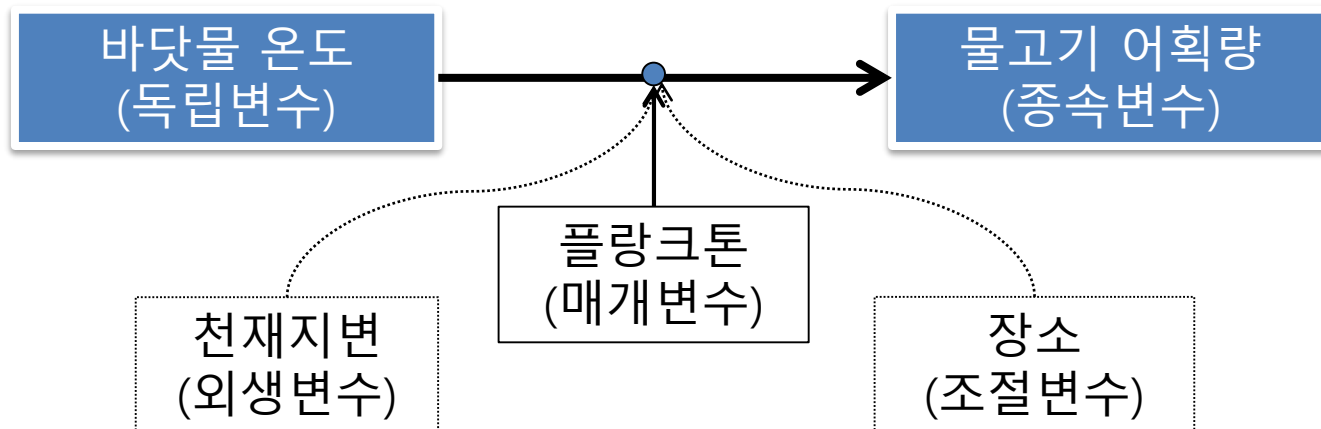 바닷물 온도
(독립변수)
물고기 어획량
(종속변수)
플랑크톤
(매개변수)
천재지변
(외생변수)
장소
(조절변수)